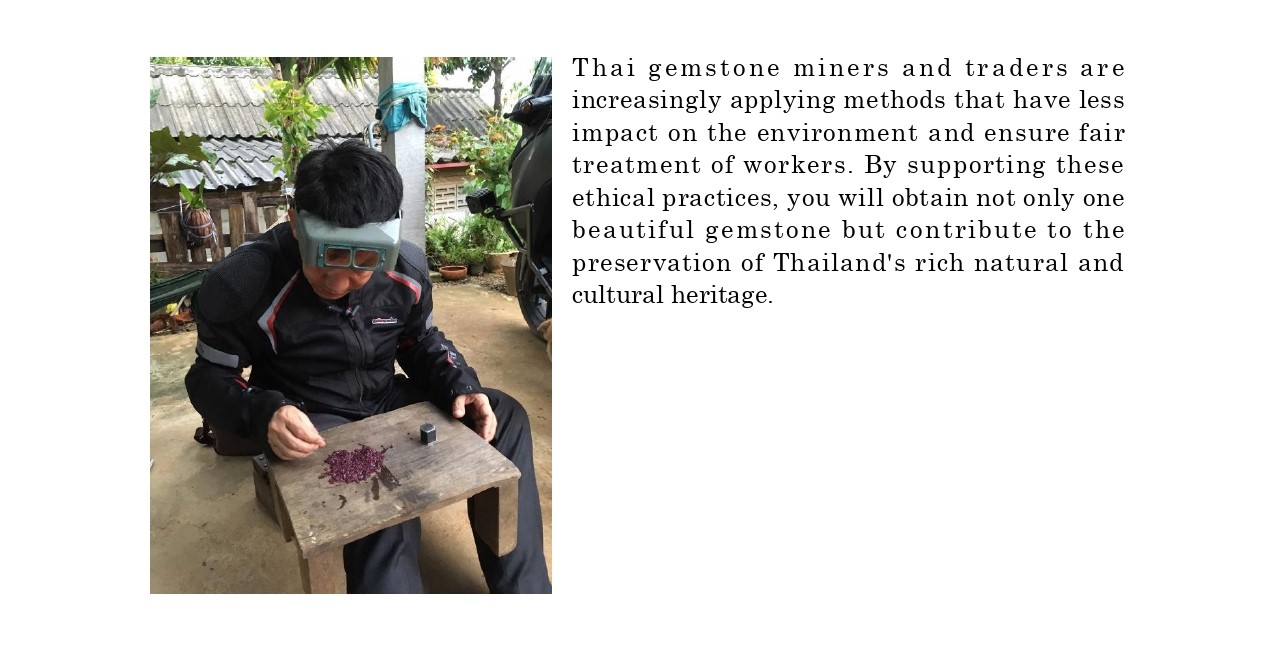 Thai gemstone miners and traders are
increasingly applying methods that have less
impact on the environment and ensure fair
treatment of workers. By supporting these
ethical practices, you will obtain not only one
beautiful gemstone but contribute to the
preservation of Thailand's rich natural and
cultural heritage.